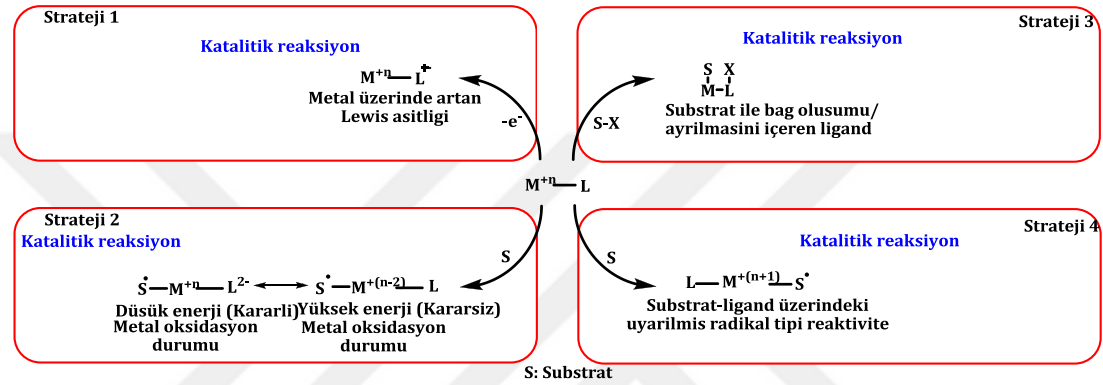 Strateji 1
Katalitik reaksiyon
M+n—L+•
Metal üzerinde artan
Lewis asitligi
-e-
Strateji 3
Katalitik reaksiyon
S X
M-L
Substrat ile bag olusumu/
ayrilmasini içeren ligand
S-X
M+n—L
Strateji 2
Katalitik reaksiyon
S
S•—M+n—L2- ↔ S•—M+(n-2)—L
Düsük enerji (Kararli) Yüksek enerji (Kararsiz)
Metal oksidasyon Metal oksidasyon
durumu durumu
Strateji 4
Katalitik reaksiyon
S
L—M+(n+1)—S•
Substrat-ligand üzerindeki
uyarilmis radikal tipi reaktivite
S: Substrat